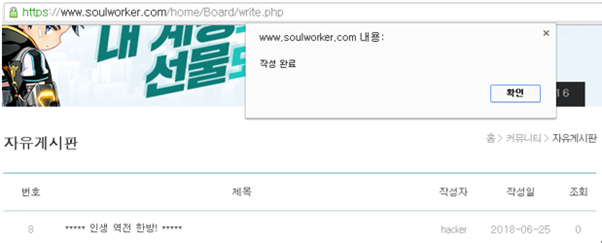 https://www.soulworker.com/home/Board/write.php
www.soulworker.com 내용:
작성 완료
확인
내 계정
선물
16
자유게시판
홈 > 커뮤니티 > 자유게시판
번호 제목 작성자 작성일 조회
8 ***** 인생 역전 한방! ***** hacker 2018-06-25 0